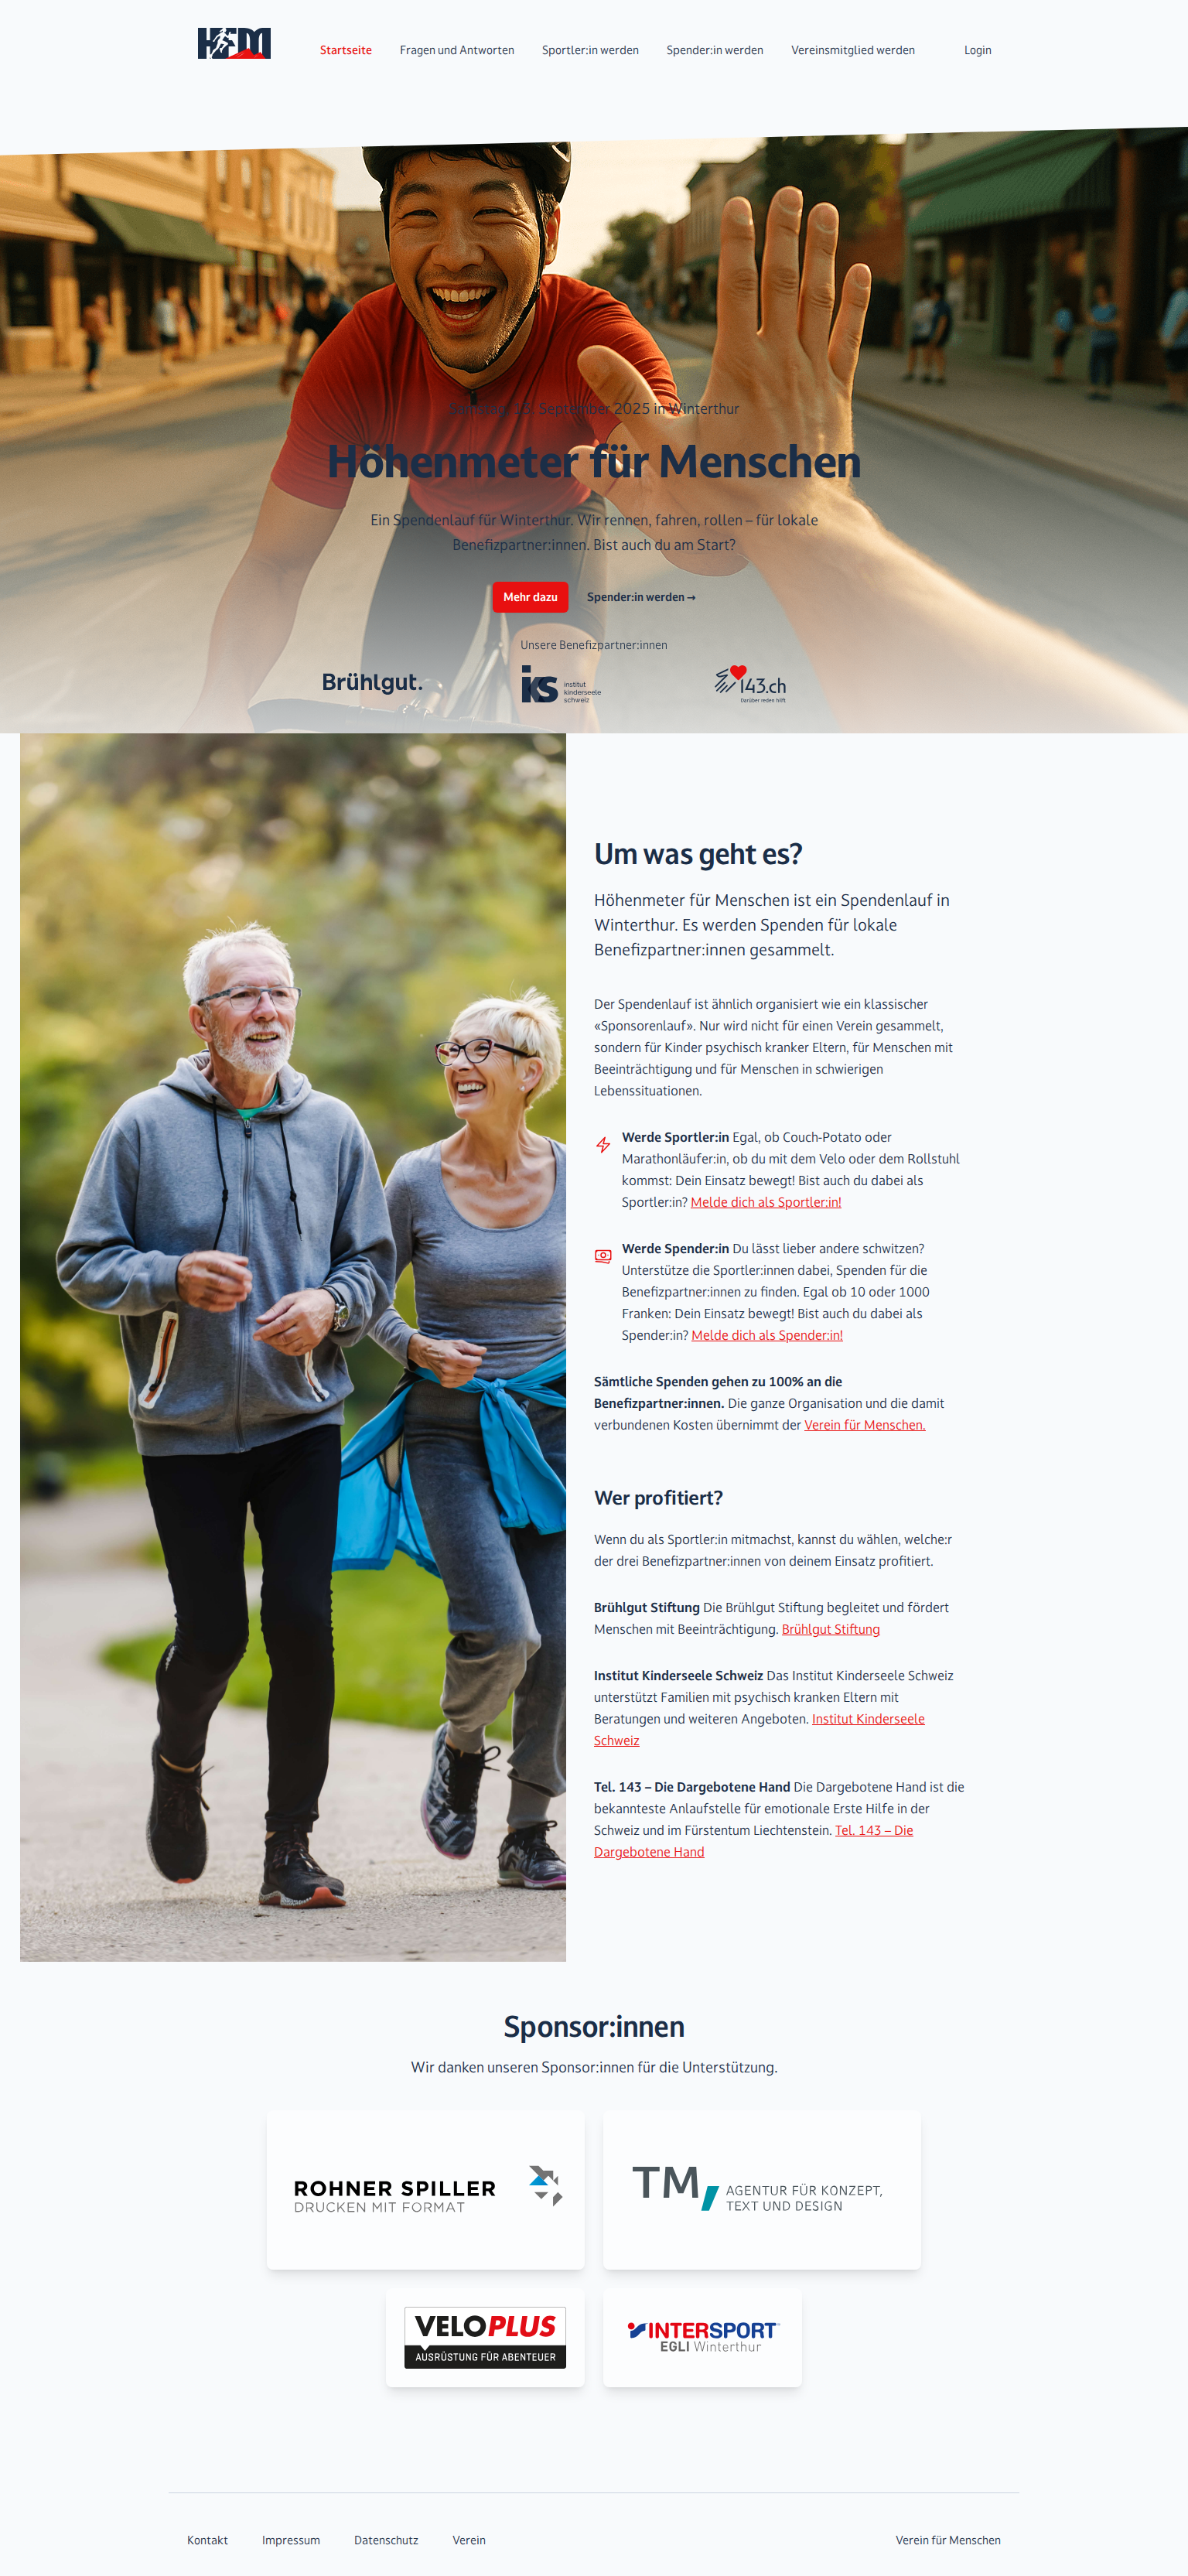 HFM
Startseite
Fragen und Antworten
Sportler:in werden
Spender:in werden
Vereinsmitglied werden
Login
September 2025 in Winterthur
Höhenmeter für Menschen
Ein Spendenlauf für Winterthur. Wir rennen, fahren, rollen – für lokale
Benefizpartner:innen. Bist auch du am Start?
Mehr dazu
Spender:in werden →
Unsere Benefizpartner:innen
Brühlgut.
iks
institut
kinderseele
schweiz
143.ch
Darüber reden hilft
Um was geht es?
Höhenmeter für Menschen ist ein Spendenlauf in
Winterthur. Es werden Spenden für lokale
Benefizpartner:innen gesammelt.
Der Spendenlauf ist ähnlich organisiert wie ein klassischer
«Sponsorenlauf». Nur wird nicht für einen Verein gesammelt,
sondern für Kinder psychisch kranker Eltern, für Menschen mit
Beeinträchtigung und für Menschen in schwierigen
Lebenssituationen.
Werde Sportler:in Egal, ob Couch-Potato oder
Marathonläufer:in, ob du mit dem Velo oder dem Rollstuhl
kommst: Dein Einsatz bewegt! Bist auch du dabei als
Sportler:in? Melde dich als Sportler:in!
Werde Spender:in Du lässt lieber andere schwitzen?
Unterstütze die Sportler:innen dabei, Spenden für die
Benefizpartner:innen zu finden. Egal ob 10 oder 1000
Franken: Dein Einsatz bewegt! Bist auch du dabei als
Spender:in? Melde dich als Spender:in!
Sämtliche Spenden gehen zu 100% an die
Benefizpartner:innen. Die ganze Organisation und die damit
verbundenen Kosten übernimmt der Verein für Menschen.
Wer profitiert?
Wenn du als Sportler:in mitmachst, kannst du wählen, welche:r
der drei Benefizpartner:innen von deinem Einsatz profitiert.
Brühlgut Stiftung Die Brühlgut Stiftung begleitet und fördert
Menschen mit Beeinträchtigung. Brühlgut Stiftung
Institut Kinderseele Schweiz Das Institut Kinderseele Schweiz
unterstützt Familien mit psychisch kranken Eltern mit
Beratungen und weiteren Angeboten. Institut Kinderseele
Schweiz
Tel. 143 – Die Dargebotene Hand Die Dargebotene Hand ist die
bekannteste Anlaufstelle für emotionale Erste Hilfe in der
Schweiz und im Fürstentum Liechtenstein. Tel. 143 – Die
Dargebotene Hand
Sponsor:innen
Wir danken unseren Sponsor:innen für die Unterstützung.
ROHNER SPILLER
DRUCKEN MIT FORMAT
TM,
AGENTUR FÜR KONZEPT,
TEXT UND DESIGN
VELOPLUS
AUSRÜSTUNG FÜR ABENTEUER
INTERSPORT
EGLI Winterthur
Kontakt
Impressum
Datenschutz
Verein
Verein für Menschen